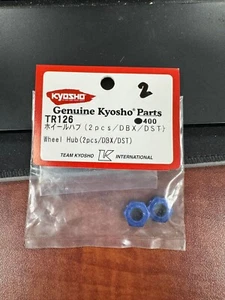 KYOSHO
2
Genuine Kyosho® Parts
TR126 ●400
ホイールハブ(2pcs/DBX/DST)
Wheel Hub(2pcs/DBX/DST)
TEAM KYOSHO K INTERNATIONAL